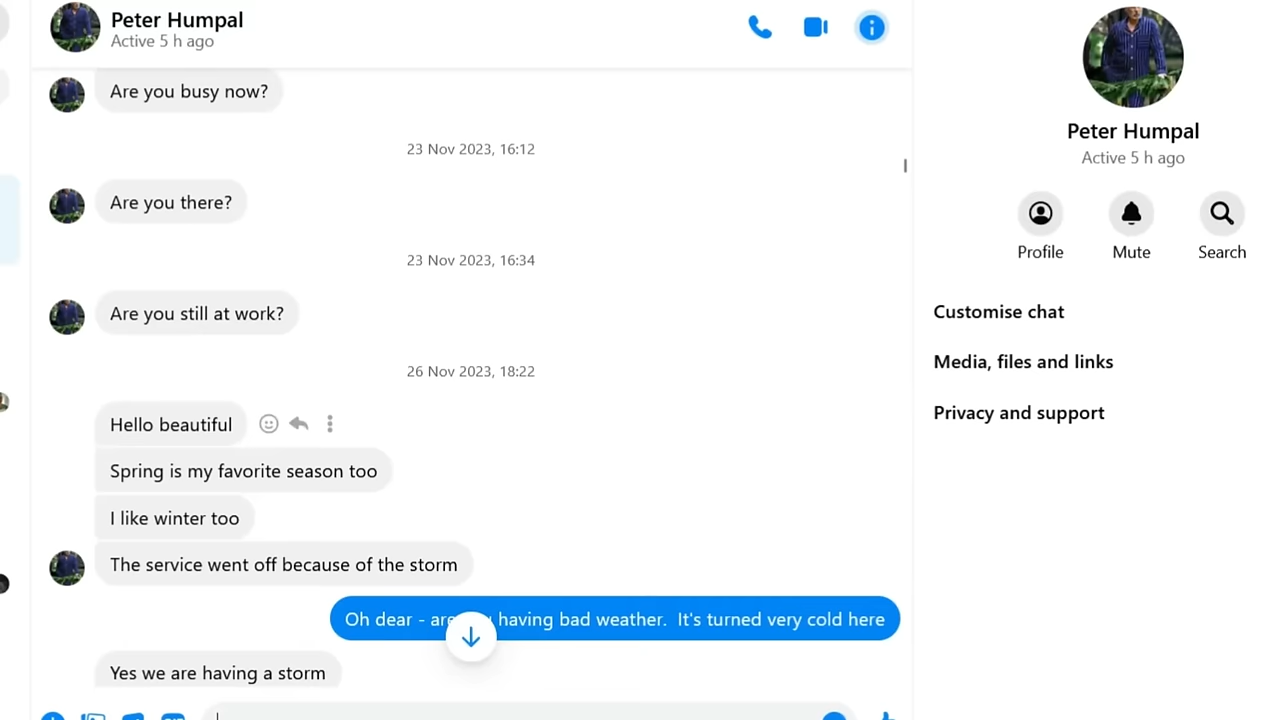 Peter Humpal
Active 5 h ago
Are you busy now?
23 Nov 2023, 16:12
Are you there?
23 Nov 2023, 16:34
Are you still at work?
26 Nov 2023, 18:22
Hello beautiful
Spring is my favorite season too
I like winter too
The service went off because of the storm
Oh dear - are having bad weather. It's turned very cold here
Yes we are having a storm
Peter Humpal
Active 5 h ago
Profile
Mute
Search
Customise chat
Media, files and links
Privacy and support